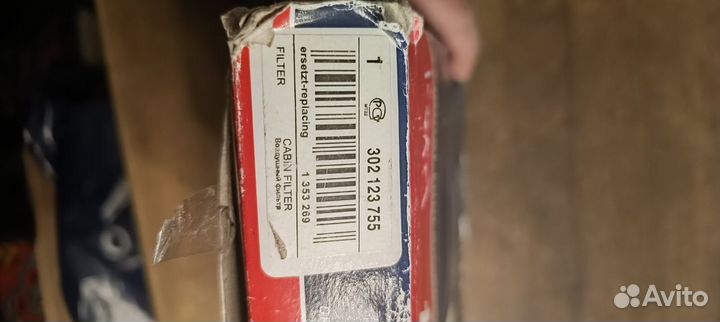 1 302 123 755
ersetzt-replacing 1 353 269
FILTER CABIN FILTER
Воздушный фильтр
Avito